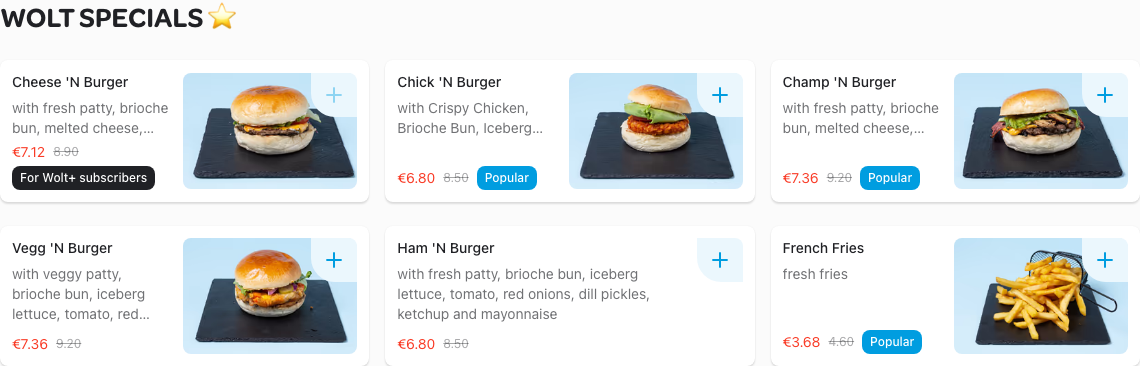 WOLT SPECIALS ⭐
Cheese 'N Burger
with fresh patty, brioche
bun, melted cheese,...
€7.12 8.90
For Wolt+ subscribers
Chick 'N Burger
with Crispy Chicken,
Brioche Bun, Iceberg...
€6.80 8.50 Popular
Champ 'N Burger
with fresh patty, brioche
bun, melted cheese,...
€7.36 9.20 Popular
Vegg 'N Burger
with veggy patty,
brioche bun, iceberg
lettuce, tomato, red...
€7.36 9.20
Ham 'N Burger
with fresh patty, brioche bun, iceberg
lettuce, tomato, red onions, dill pickles,
ketchup and mayonnaise
€6.80 8.50
French Fries
fresh fries
€3.68 4.60 Popular